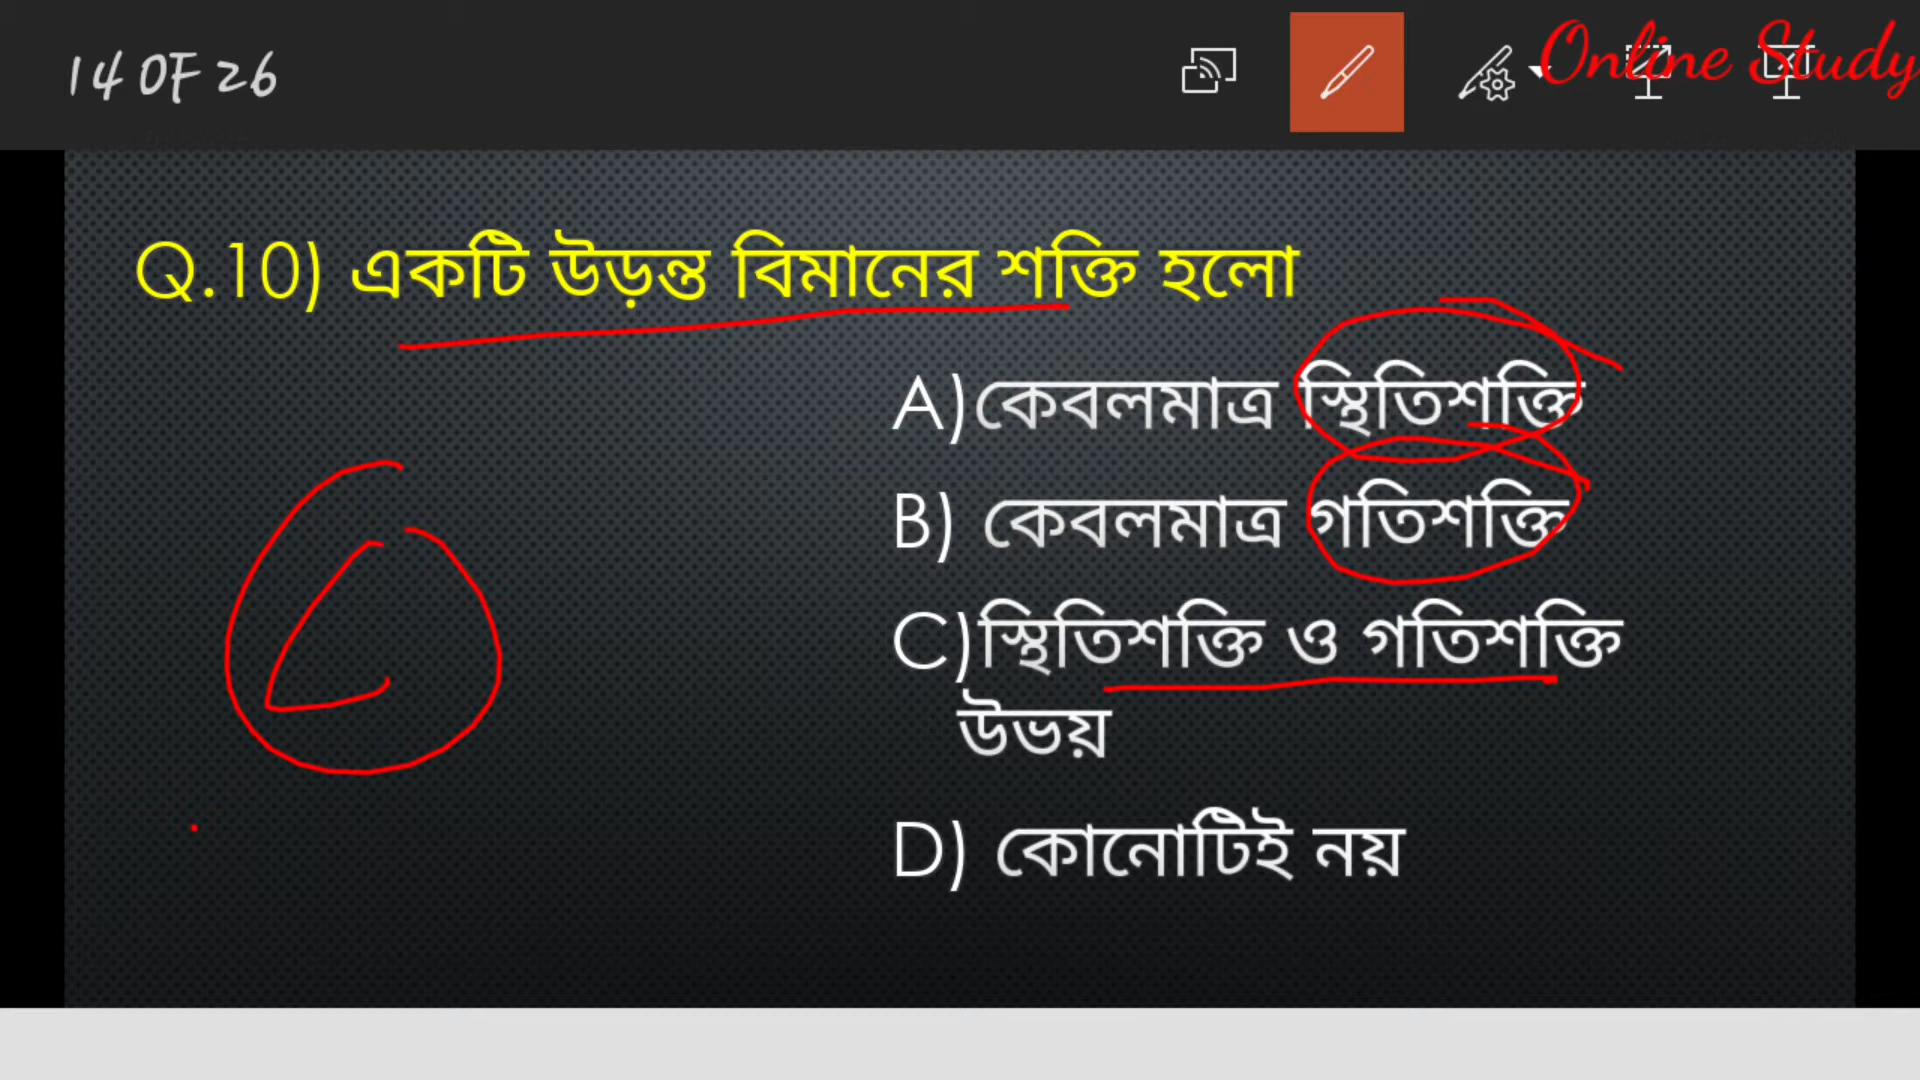 14 OF 26
Online Study
Q.10) একটি উড়ন্ত বিমানের শক্তি হলো
A)কেবলমাত্র স্থিতিশক্তি
B) কেবলমাত্র গতিশক্তি
C)স্থিতিশক্তি ও গতিশক্তি
উভয়
D) কোনোটিই নয়